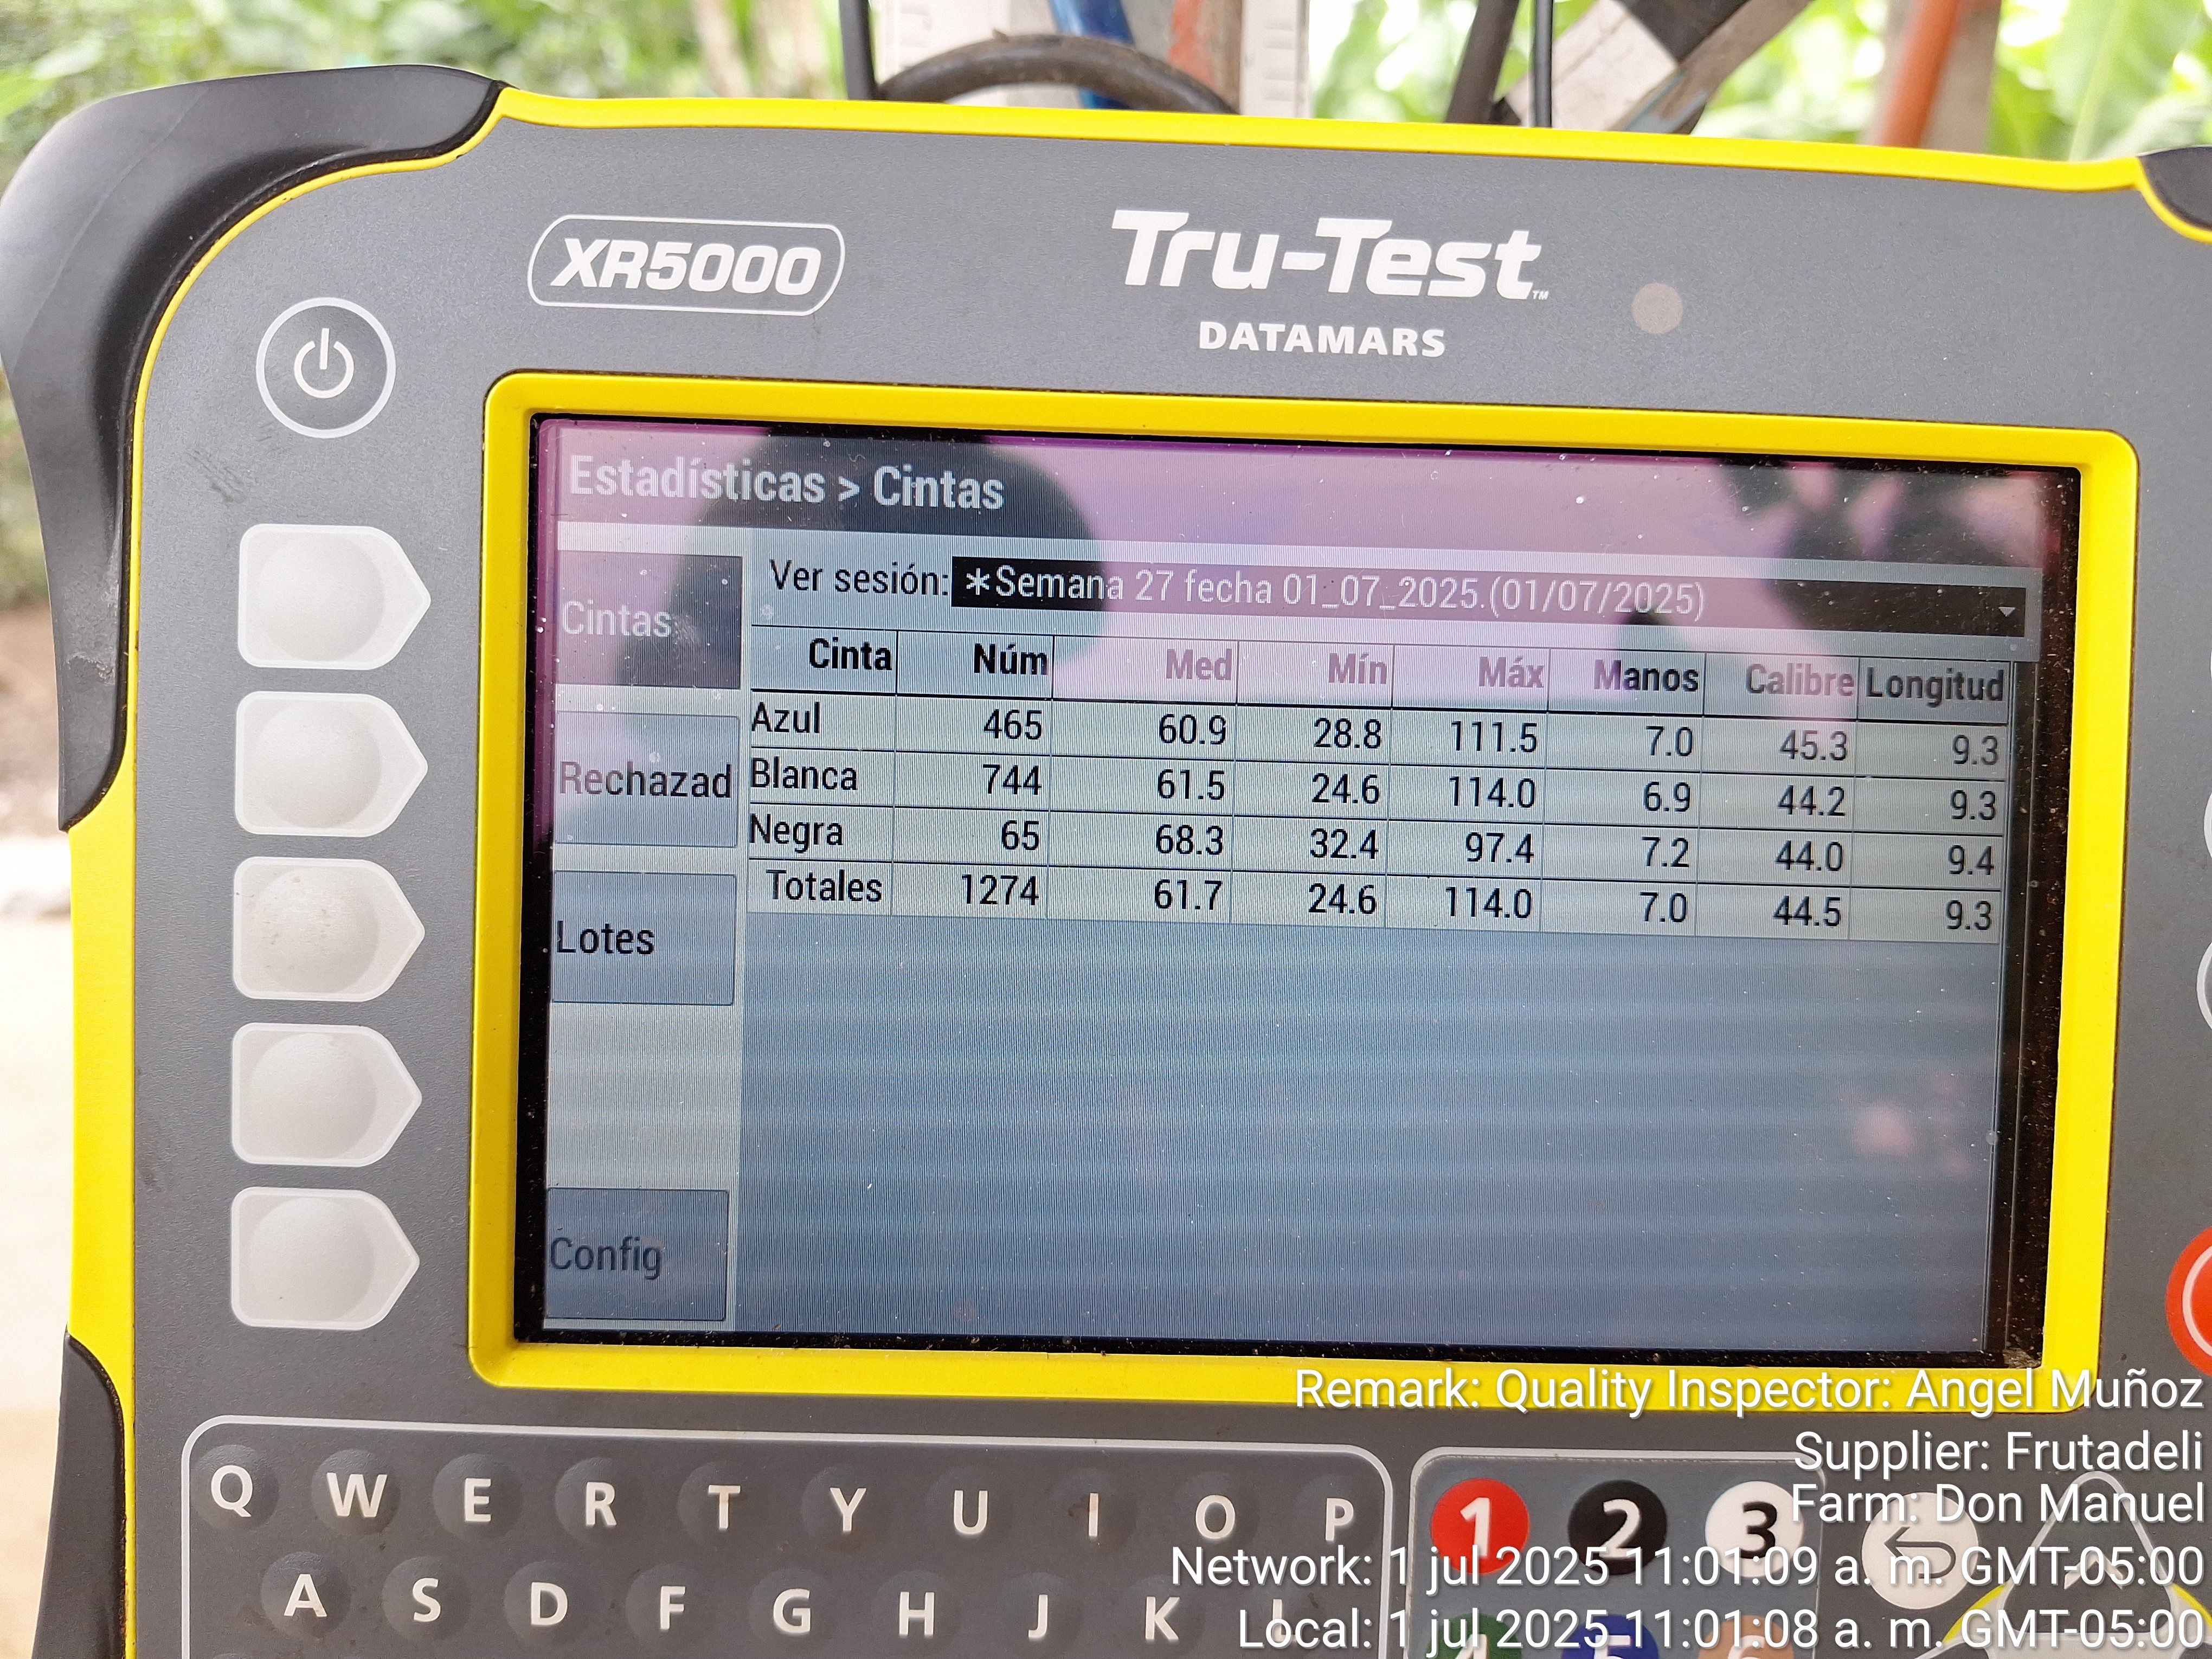 XR5000
Tru-Test™
DATAMARS
Estadísticas > Cintas
Cintas
Ver sesión: *Semana 27 fecha 01_07_2025.(01/07/2025)
Cinta Núm Med Mín Máx Manos Calibre Longitud
Azul 465 60.9 28.8 111.5 7.0 45.3 9.3
Blanca 744 61.5 24.6 114.0 6.9 44.2 9.3
Negra 65 68.3 32.4 97.4 7.2 44.0 9.4
Totales 1274 61.7 24.6 114.0 7.0 44.5 9.3
Rechazad
Lotes
Config
Remark: Quality Inspector: Angel Muñoz
Supplier: Frutadeli
Farm: Don Manuel
Network: 1 jul 2025 11:01:09 a. m. GMT-05:00
Local: 1 jul 2025 11:01:08 a. m. GMT-05:00
Q W E R T Y U I O P
1 2 3
A S D F G H J K L
4 5 6